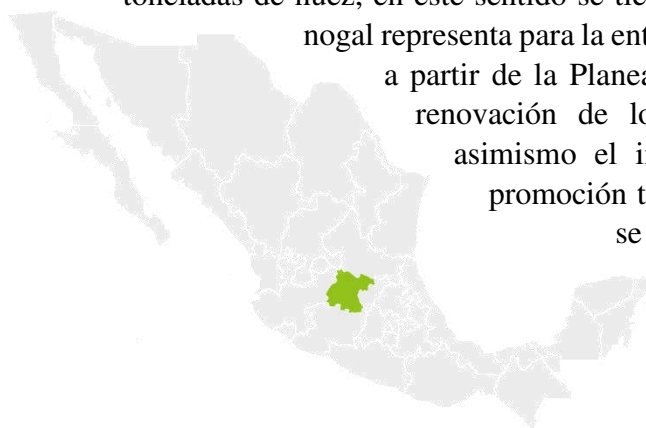 toneladas de nuez, en este sentido se
nogal representa para la
a partir de la
renovación de
asimismo el
promoción
se